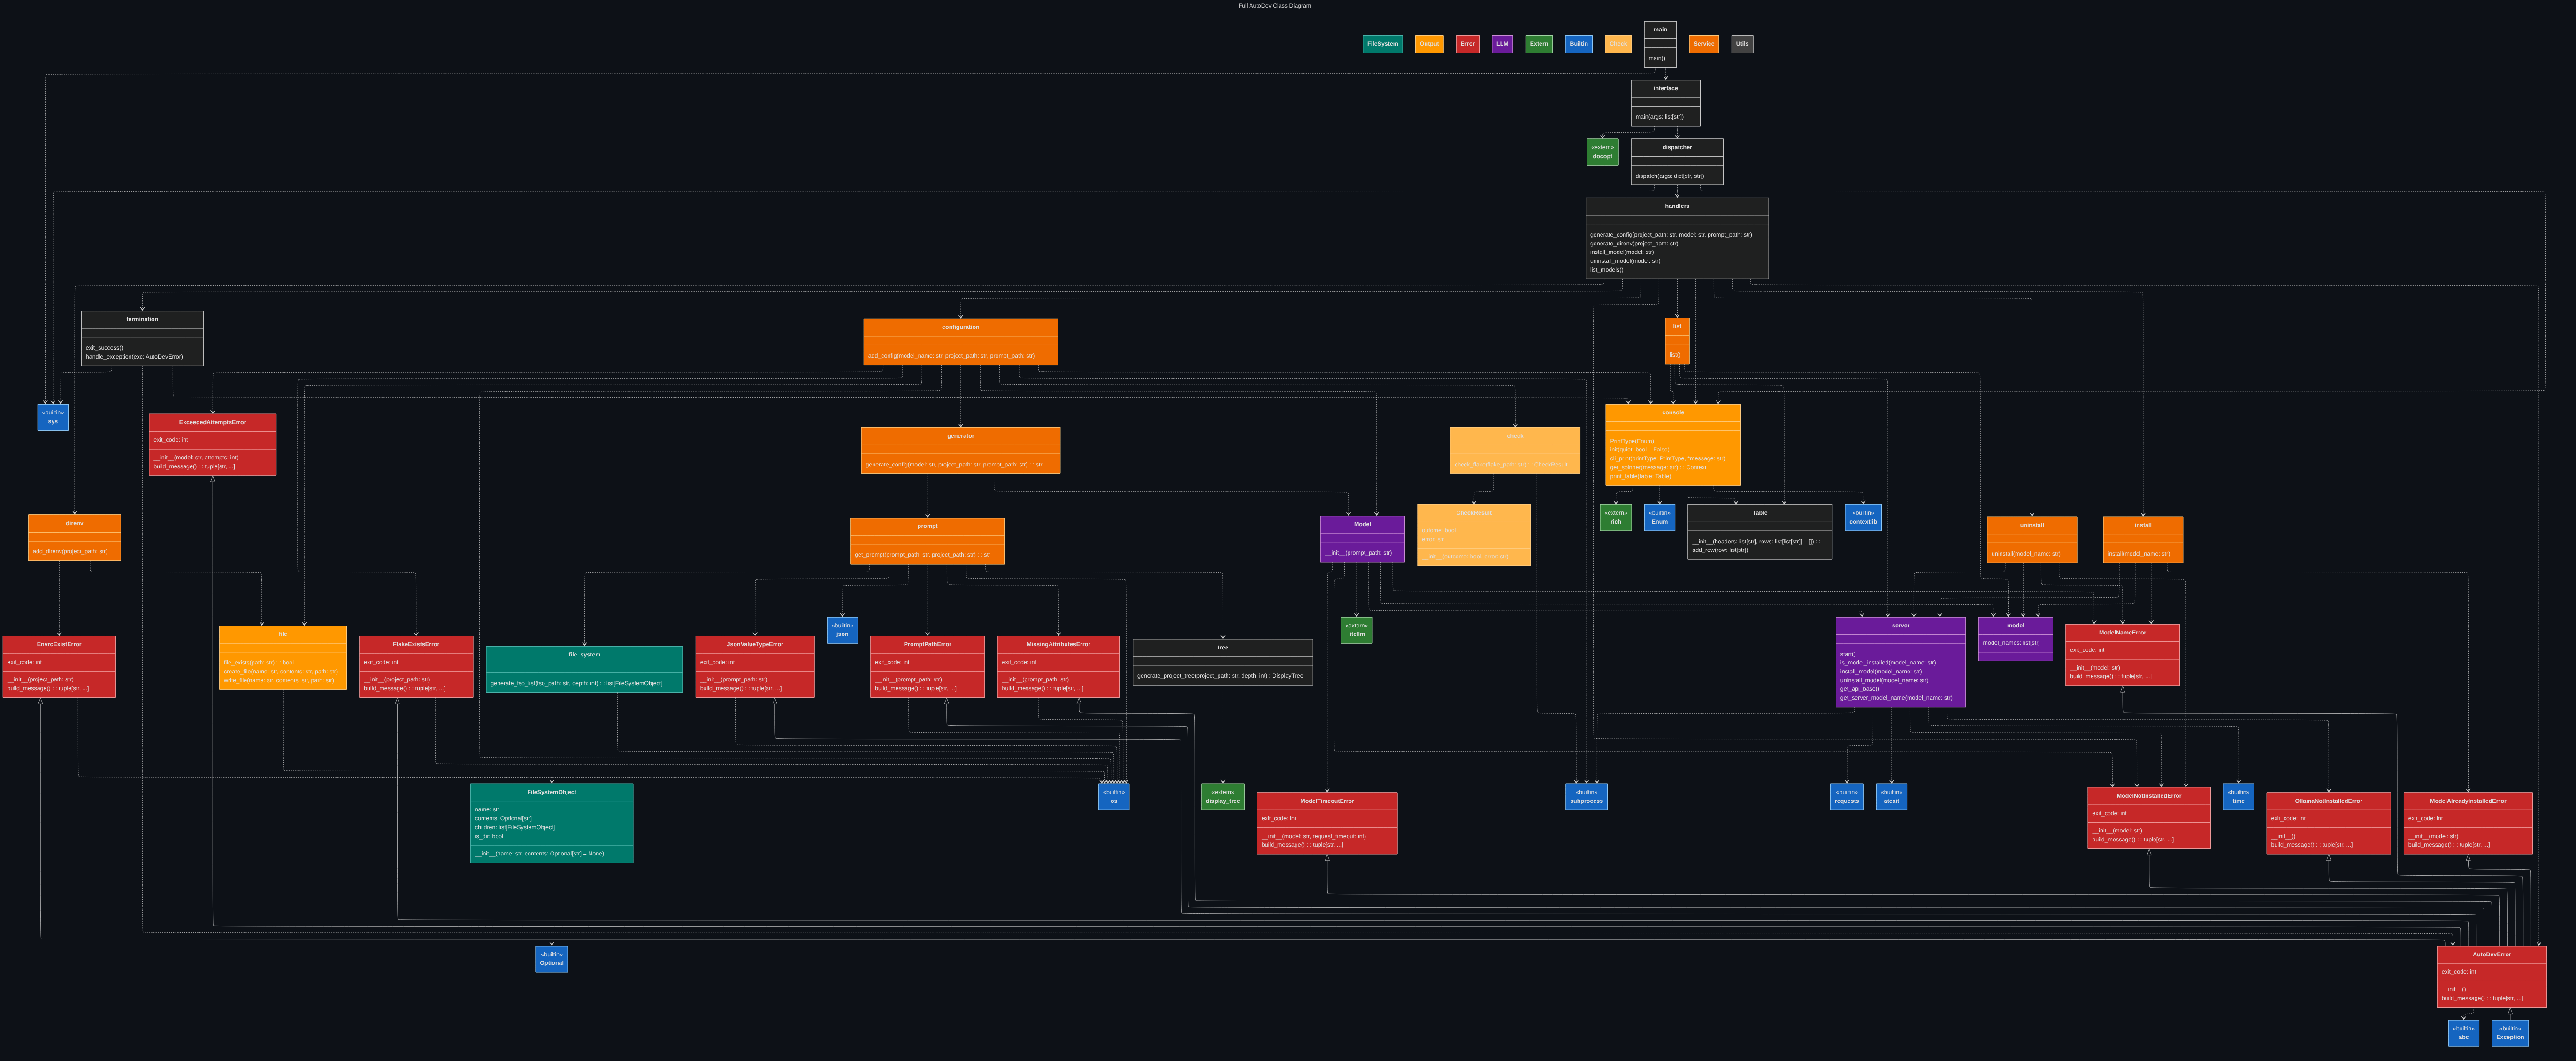 Full AutoDev Class Diagram
FileSystem
Output
Error
LLM
Extern
Builtin
Check
main
main()
Service
Utils
interface
main(args: list[str])
«extern»
docopt
dispatcher
dispatch(args: dict[str, str])
handlers
generate_config(project_path: str, model: str, prompt_path: str)
generate_direnv(project_path: str)
install_model(model: str)
uninstall_model(model: str)
list_models()
termination
exit_success()
handle_exception(exc: AutoDevError)
configuration
add_config(model_name: str, project_path: str, prompt_path, str)
list
list()
«builtin»
sys
ExceededAttemptsError
exit_code: int
__init__(model: str, attempts: int)
build_message() : : tuple[str, ...]
generator
generate_config(model: str, project_path: str, prompt_path: str) : : str
check
check_flake(flake_path: str) : : CheckResult
console
PrintType(Enum)
init(quiet: bool = False)
cli_print(printType: PrintType, *message: str)
get_spinner(message: str) : : Context
print_table(table: Table)
direnv
add_direnv(project_path: str)
prompt
get_prompt(prompt_path: str, project_path: str) : : str
Model
__init__(prompt_path: str)
CheckResult
outcome: bool
error: str
__init__(outcome: bool, error: str)
«extern»
rich
«builtin»
Enum
Table
__init__(headers: list[str], rows: list[list[str]] = []) : :
add_row(row: list[str])
«builtin»
contextlib
uninstall
uninstall(model_name: str)
install
install(model_name: str)
EnvrcExistError
exit_code: int
__init__(project_path: str)
build_message() : : tuple[str, ...]
file
file_exists(path: str) : : bool
create_file(name: str, contents: str, path: str)
write_file(name: str, contents: str, path: str)
FlakeExistsError
exit_code: int
__init__(project_path: str)
build_message() : : tuple[str, ...]
file_system
generate_fso_list(fso_path: str, depth: int) : : list[FileSystemObject]
JsonValueTypeError
exit_code: int
__init__(prompt_path: str)
build_message() : : tuple[str, ...]
«builtin»
json
PromptPathError
exit_code: int
__init__(prompt_path: str)
build_message() : : tuple[str, ...]
MissingAttributesError
exit_code: int
__init__(prompt_path: str)
build_message() : : tuple[str, ...]
tree
generate_project_tree(project_path: str, depth: int) : DisplayTree
«extern»
litellm
server
start()
is_model_installed(model_name: str)
install_model(model_name: str)
uninstall_model(model_name: str)
get_api_base()
get_server_model_name(model_name: str)
model
model_names: list[str]
ModelNameError
exit_code: int
__init__(model: str)
build_message() : : tuple[str, ...]
FileSystemObject
name: str
contents: Optional[str]
children: list[FileSystemObject]
is_dir: bool
__init__(name: str, contents: Optional[str] = None)
«builtin»
os
«extern»
display_tree
ModelTimeoutError
exit_code: int
__init__(model: str, request_timeout: int)
build_message() : : tuple[str, ...]
«builtin»
subprocess
«builtin»
requests
«builtin»
atexit
ModelNotInstalledError
exit_code: int
__init__(model: str)
build_message() : : tuple[str, ...]
«builtin»
time
OllamaNotInstalledError
exit_code: int
__init__()
build_message() : : tuple[str, ...]
ModelAlreadyInstalledError
exit_code: int
__init__(model: str)
build_message() : : tuple[str, ...]
«builtin»
Optional
AutoDevError
exit_code: int
__init__()
build_message() : : tuple[str, ...]
«builtin»
abc
«builtin»
Exception